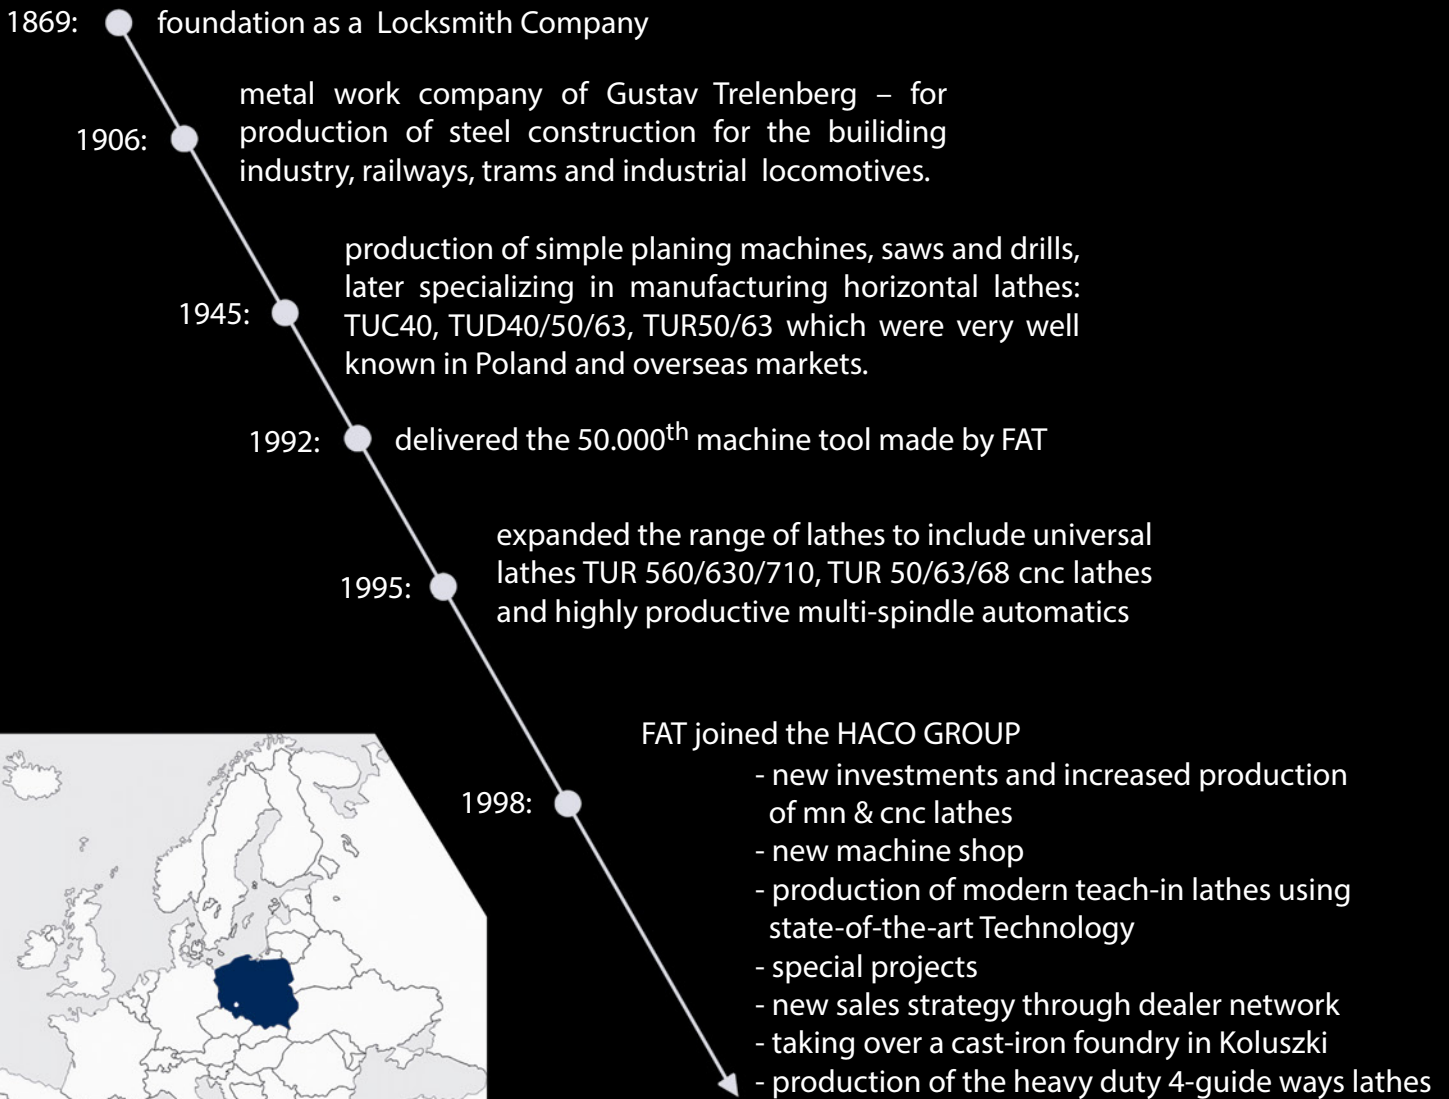 1869: foundation as a Locksmith Company
metal work company of Gustav Trelenberg – for
1906: production of steel construction for the builiding
industry, railways, trams and industrial locomotives.
production of simple planing machines, saws and drills,
later specializing in manufacturing horizontal lathes:
1945: TUC40, TUD40/50/63, TUR50/63 which were very well
known in Poland and overseas markets.
1992: delivered the 50.000th machine tool made by FAT
expanded the range of lathes to include universal
1995: lathes TUR 560/630/710, TUR 50/63/68 cnc lathes
and highly productive multi-spindle automatics
FAT joined the HACO GROUP
- new investments and increased production
1998: of mn & cnc lathes
- new machine shop
- production of modern teach-in lathes using
state-of-the-art Technology
- special projects
- new sales strategy through dealer network
- taking over a cast-iron foundry in Koluszki
- production of the heavy duty 4-guide ways lathes